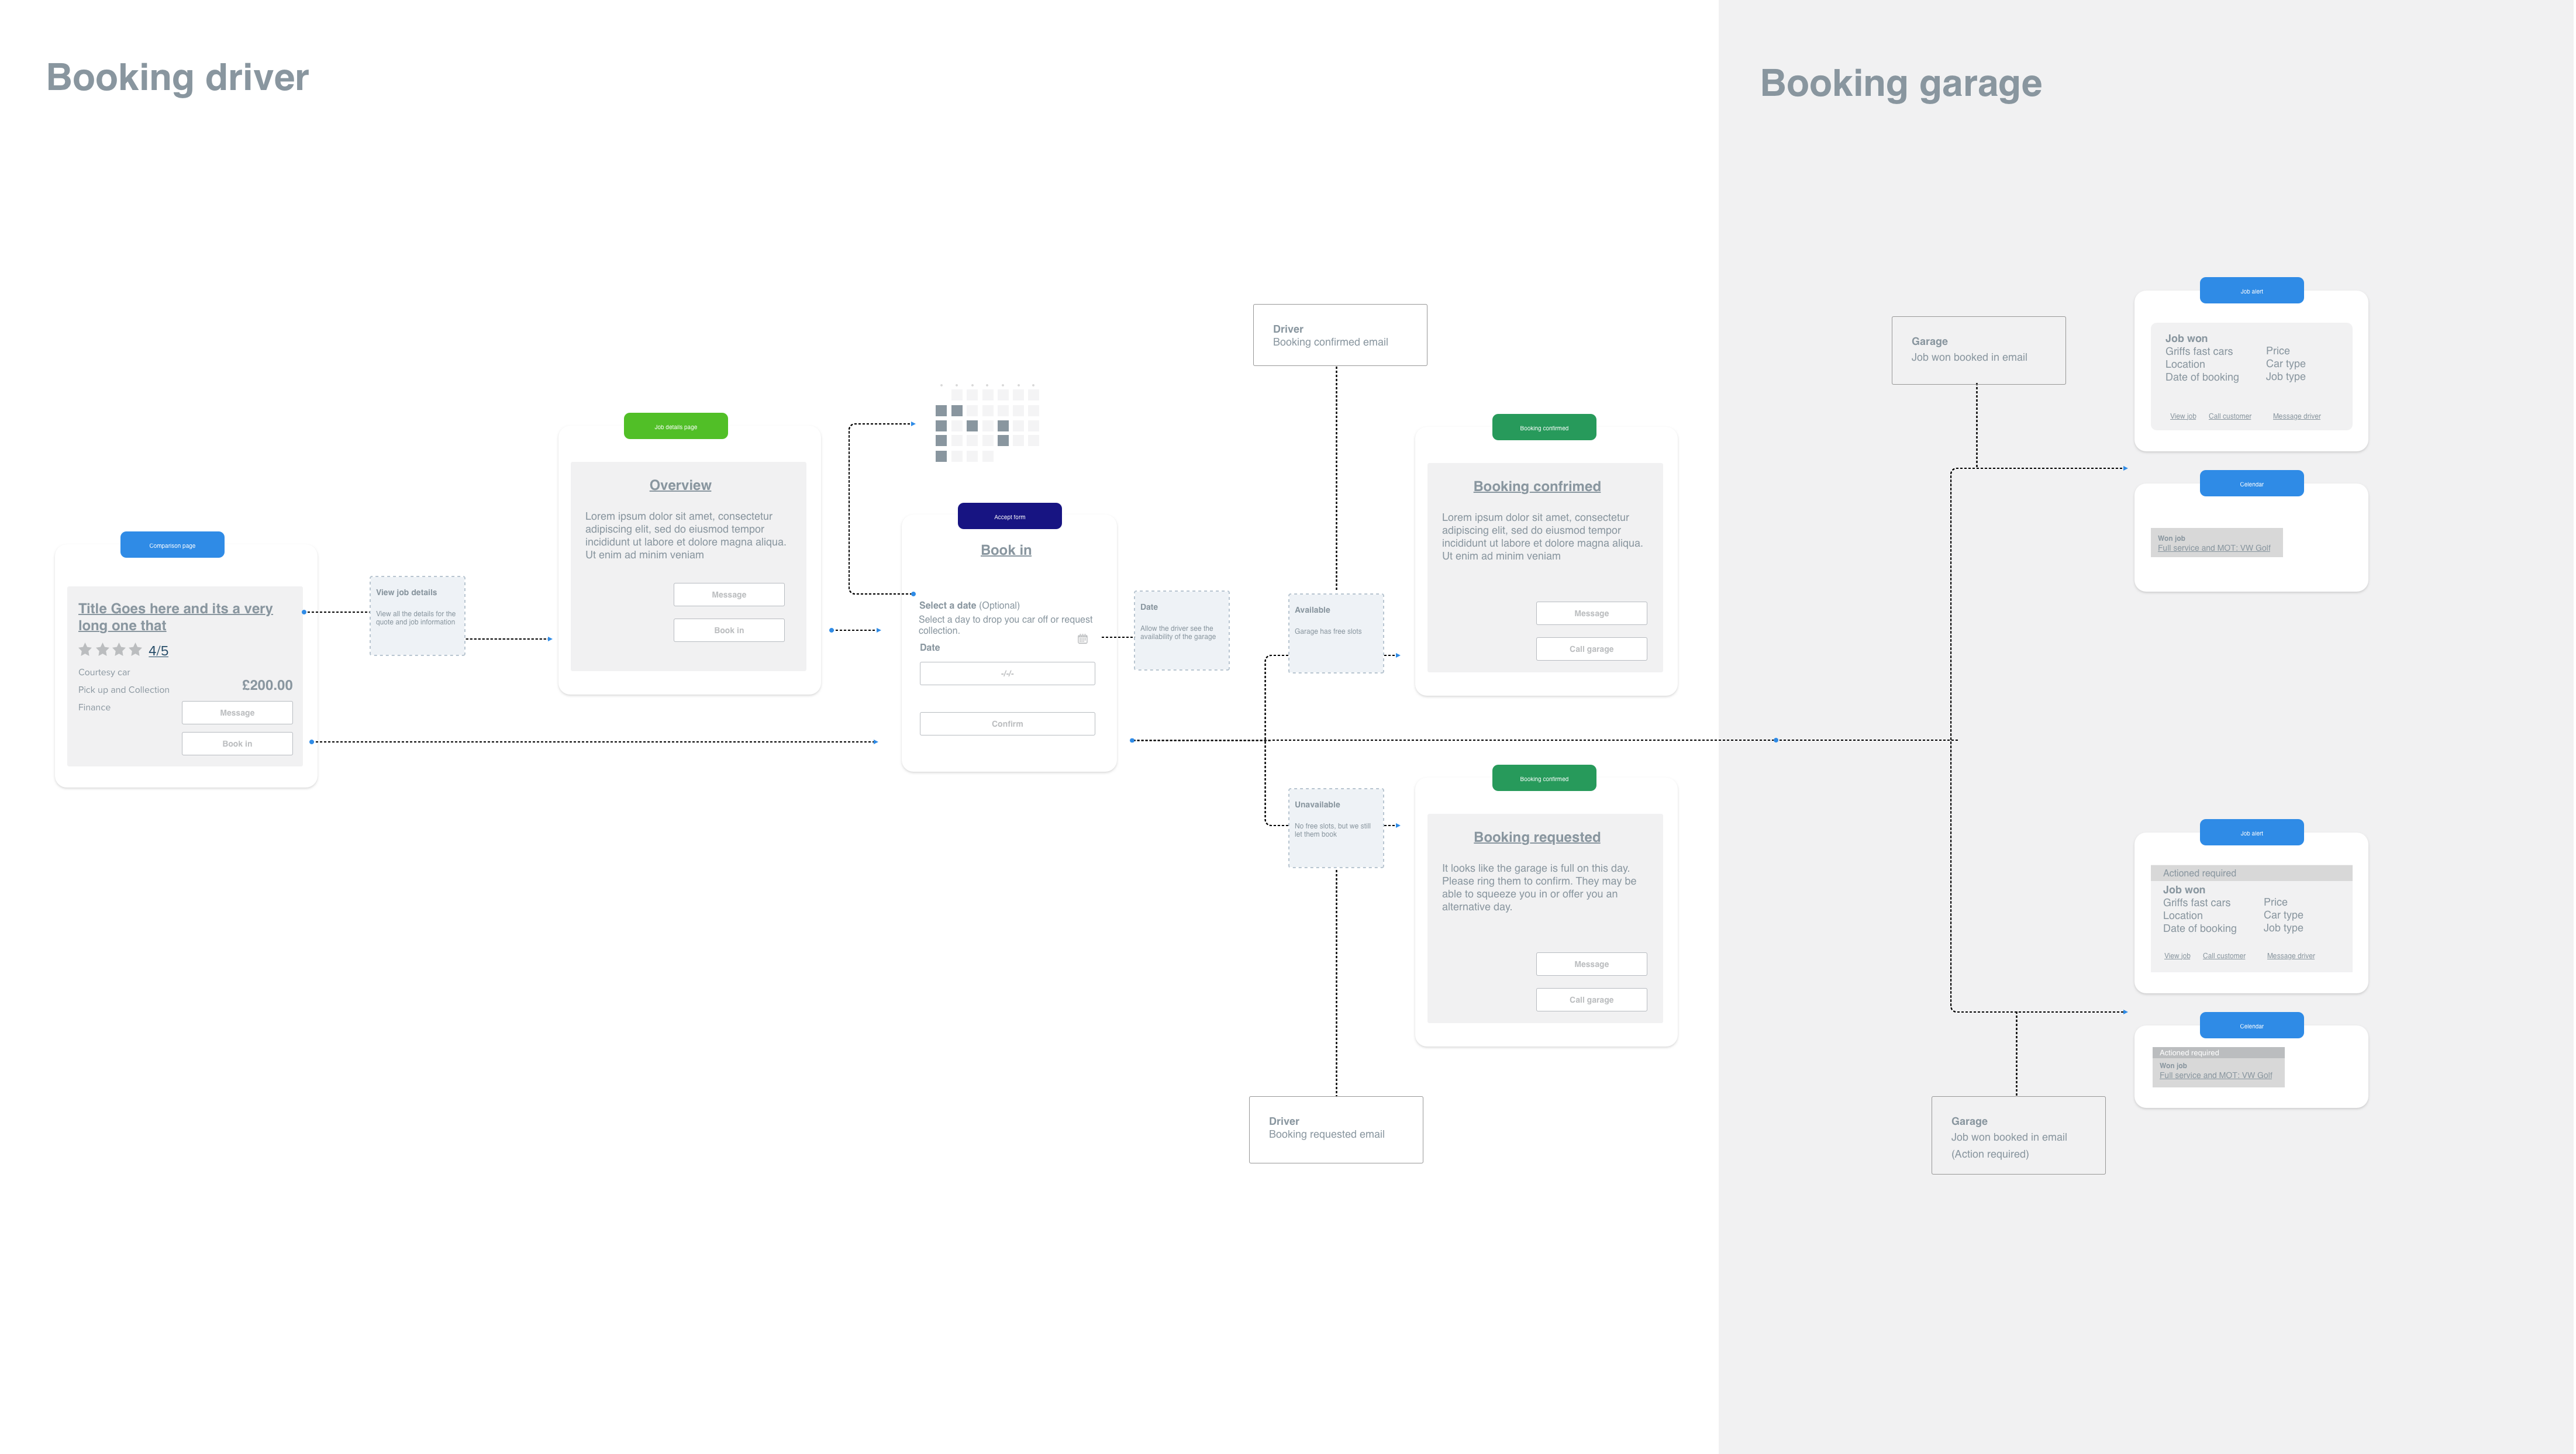 Booking driver
Comparison page
Title Goes here and its a very
long one that
4/5
Courtesy car
Pick up and Collection
£200.00
Finance
Message
Book in
View job details
View all the details for the
quote and job information
Job details page
Overview
Lorem ipsum dolor sit amet, consectetur
adipiscing elit, sed do eiusmod tempor
incididunt ut labore et dolore magna aliqua.
Ut enim ad minim veniam
Message
Book in
Accept form
Book in
Select a date (Optional)
Select a day to drop you car off or request
collection.
Date
-/-/-
Confirm
Date
Allow the driver see the
availability of the garage
Driver
Booking confirmed email
Available
Garage has free slots
Unavailable
No free slots, but we still
let them book
Driver
Booking requested email
Booking confirmed
Booking confrimed
Lorem ipsum dolor sit amet, consectetur
adipiscing elit, sed do eiusmod tempor
incididunt ut labore et dolore magna aliqua.
Ut enim ad minim veniam
Message
Call garage
Booking confirmed
Booking requested
It looks like the garage is full on this day.
Please ring them to confirm. They may be
able to squeeze you in or offer you an
alternative day.
Message
Call garage
Booking garage
Garage
Job won booked in email
Job alert
Job won
Griffs fast cars Price
Location Car type
Date of booking Job type
View job Call customer Message driver
Celendar
Won job
Full service and MOT: VW Golf
Job alert
Actioned required
Job won
Griffs fast cars Price
Location Car type
Date of booking Job type
View job Call customer Message driver
Celendar
Actioned required
Won job
Full service and MOT: VW Golf
Garage
Job won booked in email
(Action required)